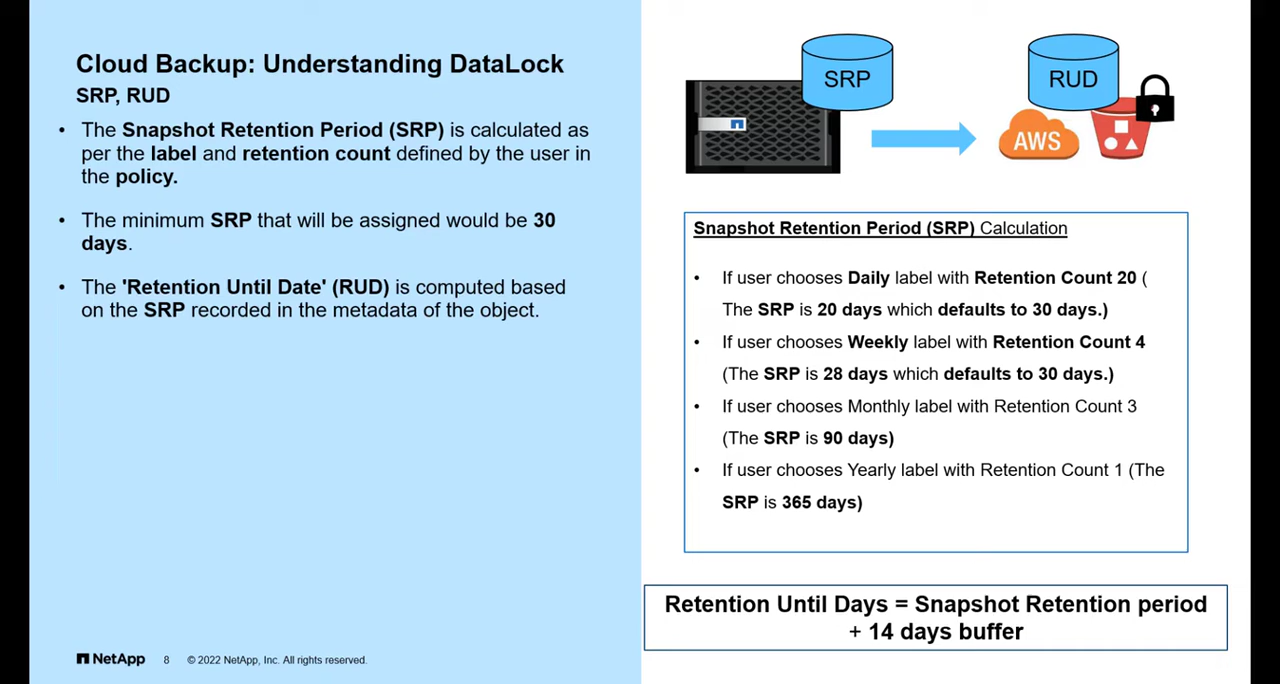 Cloud Backup: Understanding DataLock
SRP, RUD
• The Snapshot Retention Period (SRP) is calculated as
per the label and retention count defined by the user in
the policy.
• The minimum SRP that will be assigned would be 30
days.
• The 'Retention Until Date' (RUD) is computed based
on the SRP recorded in the metadata of the object.
SRP
RUD
AWS
Snapshot Retention Period (SRP) Calculation
• If user chooses Daily label with Retention Count 20 (
The SRP is 20 days which defaults to 30 days.)
• If user chooses Weekly label with Retention Count 4
(The SRP is 28 days which defaults to 30 days.)
• If user chooses Monthly label with Retention Count 3
(The SRP is 90 days)
• If user chooses Yearly label with Retention Count 1 (The
SRP is 365 days)
Retention Until Days = Snapshot Retention period
+ 14 days buffer
NetApp 8 © 2022 NetApp, Inc. All rights reserved.